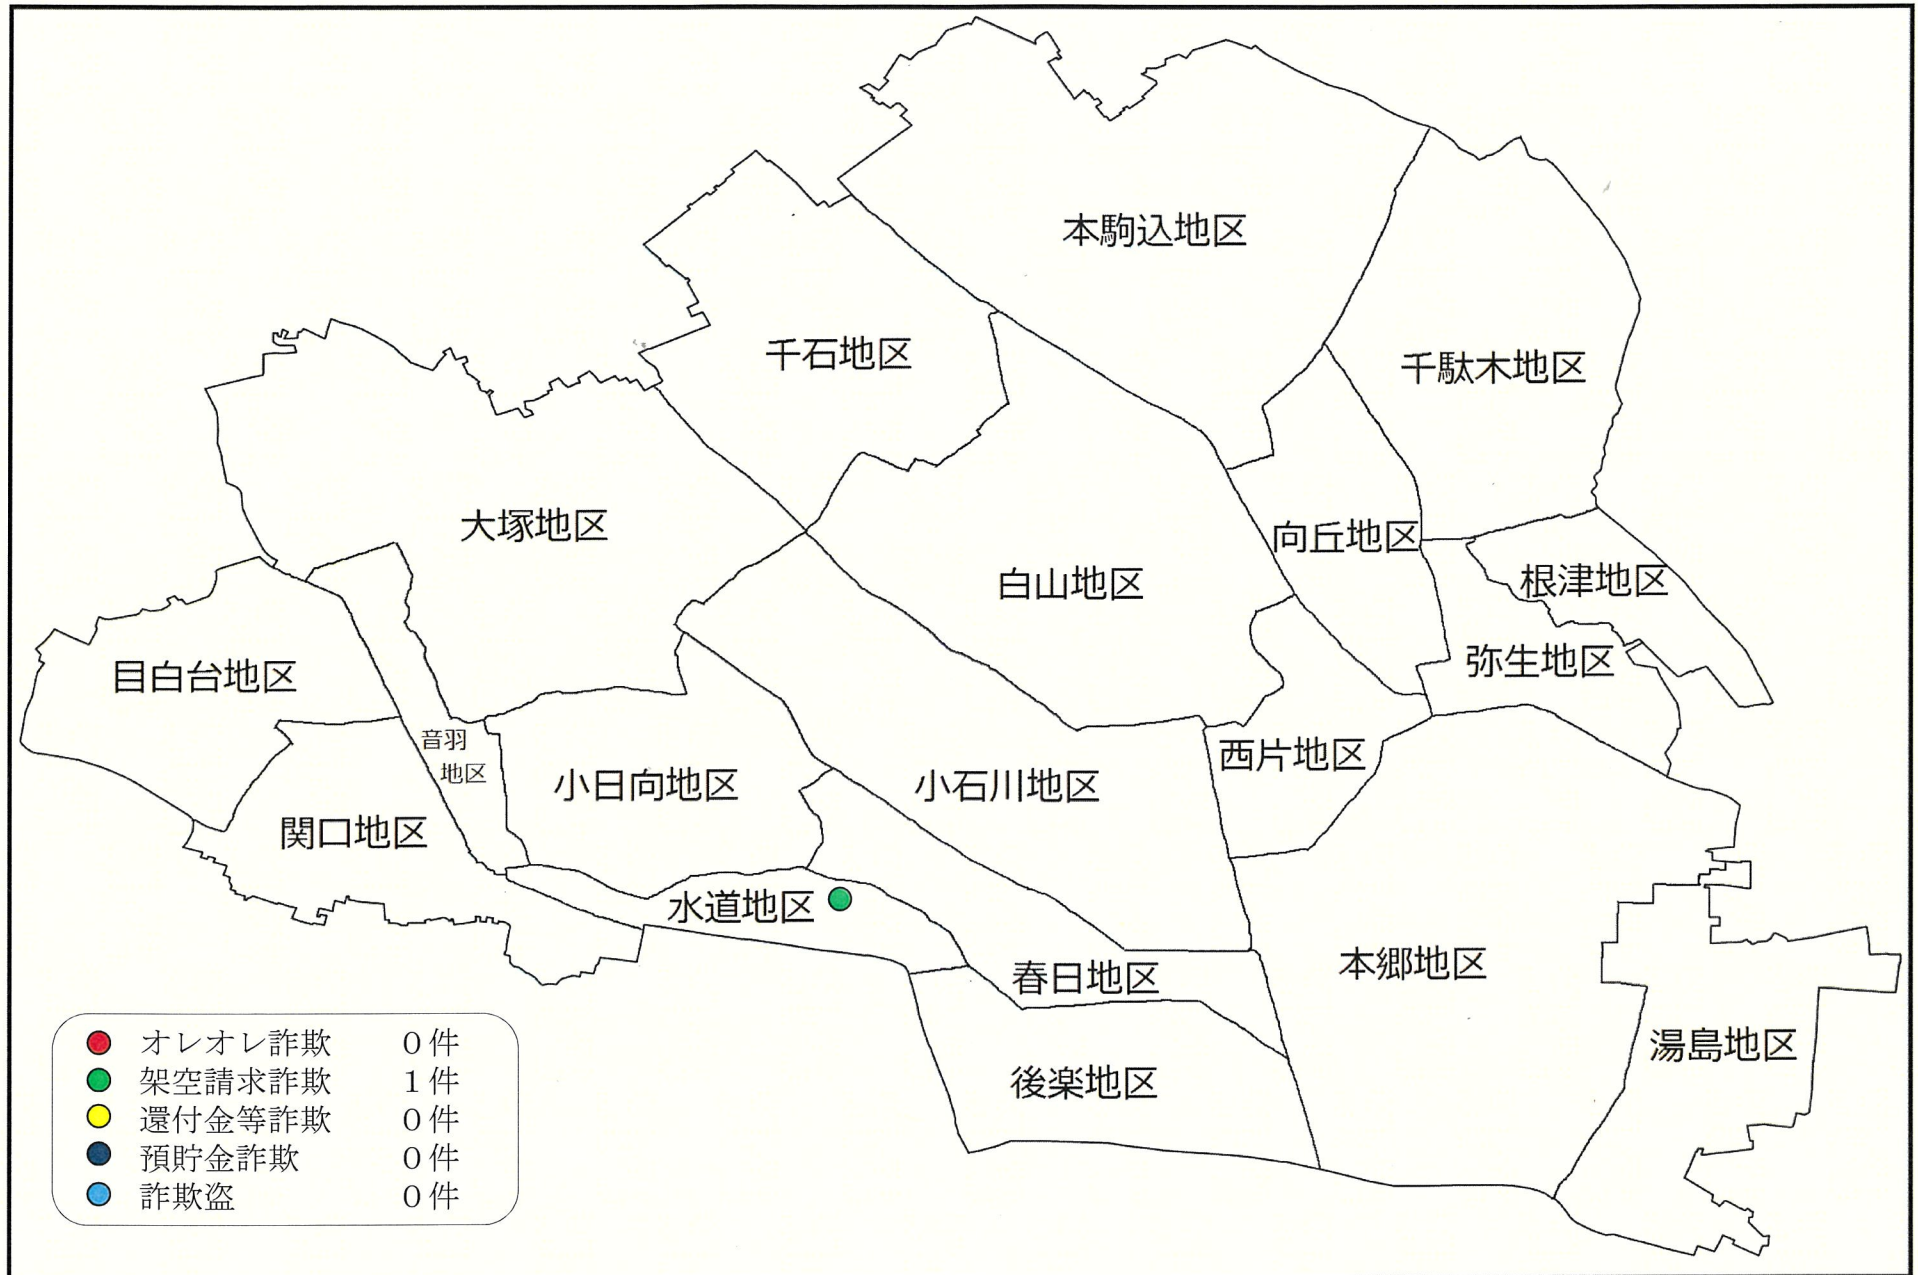 本駒込地区
千石地区
千駄木地区
大塚地区
向丘地区
白山地区
根津地区
弥生地区
目白台地区
音羽
地区
西片地区
小日向地区
小石川地区
関口地区
水道地区
春日地区
本郷地区
湯島地区
後楽地区
オレオレ詐欺 0件
架空請求詐欺 1件
還付金等詐欺 0件
預貯金詐欺 0件
詐欺盗 0件